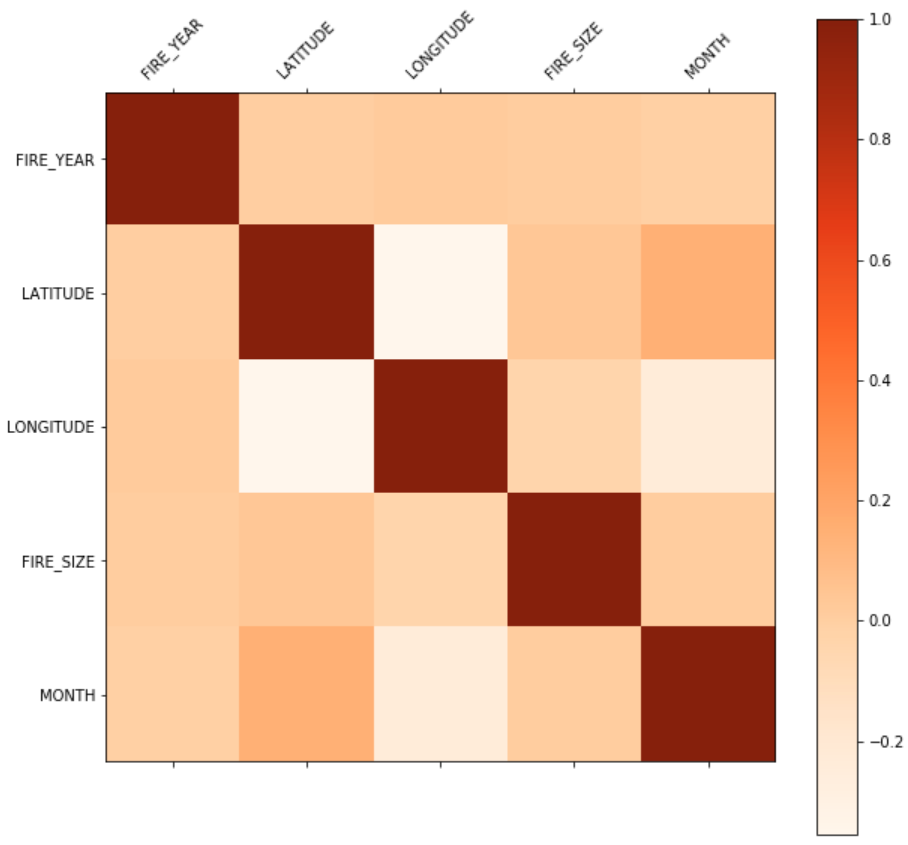 FIRE_YEAR
LATITUDE
LONGITUDE
FIRE_SIZE
MONTH
FIRE_YEAR
LATITUDE
LONGITUDE
FIRE_SIZE
MONTH
1.0
0.8
0.6
0.4
0.2
0.0
−0.2